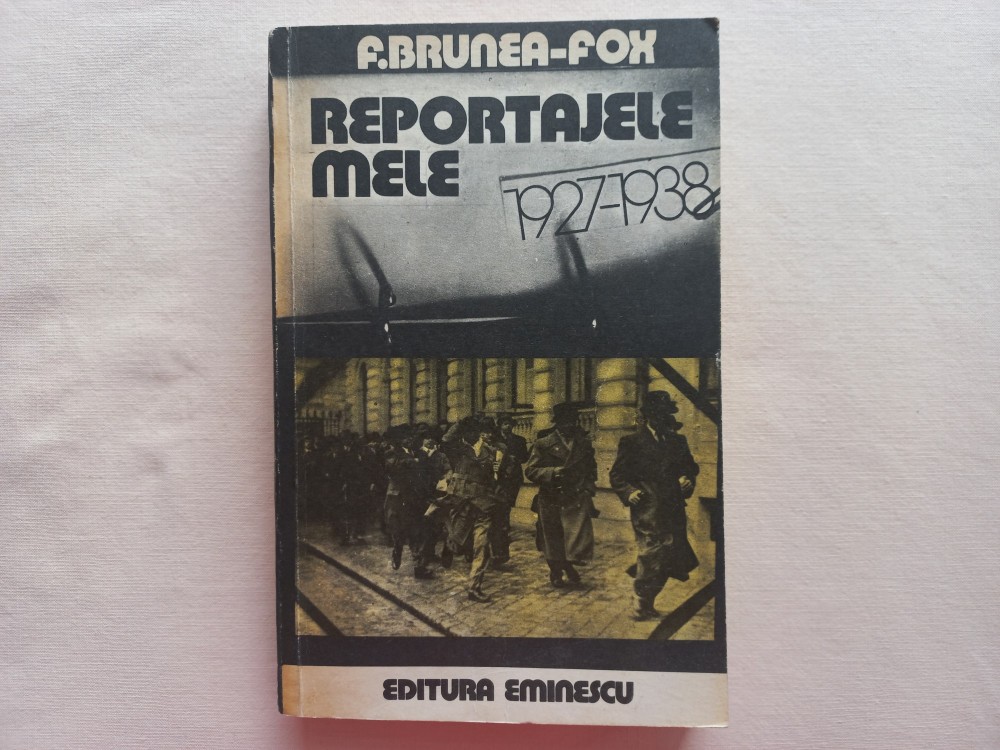 F.BRUNEA-FOX
REPORTAJELE
MELE
1927-1938
EDITURA EMINESCU